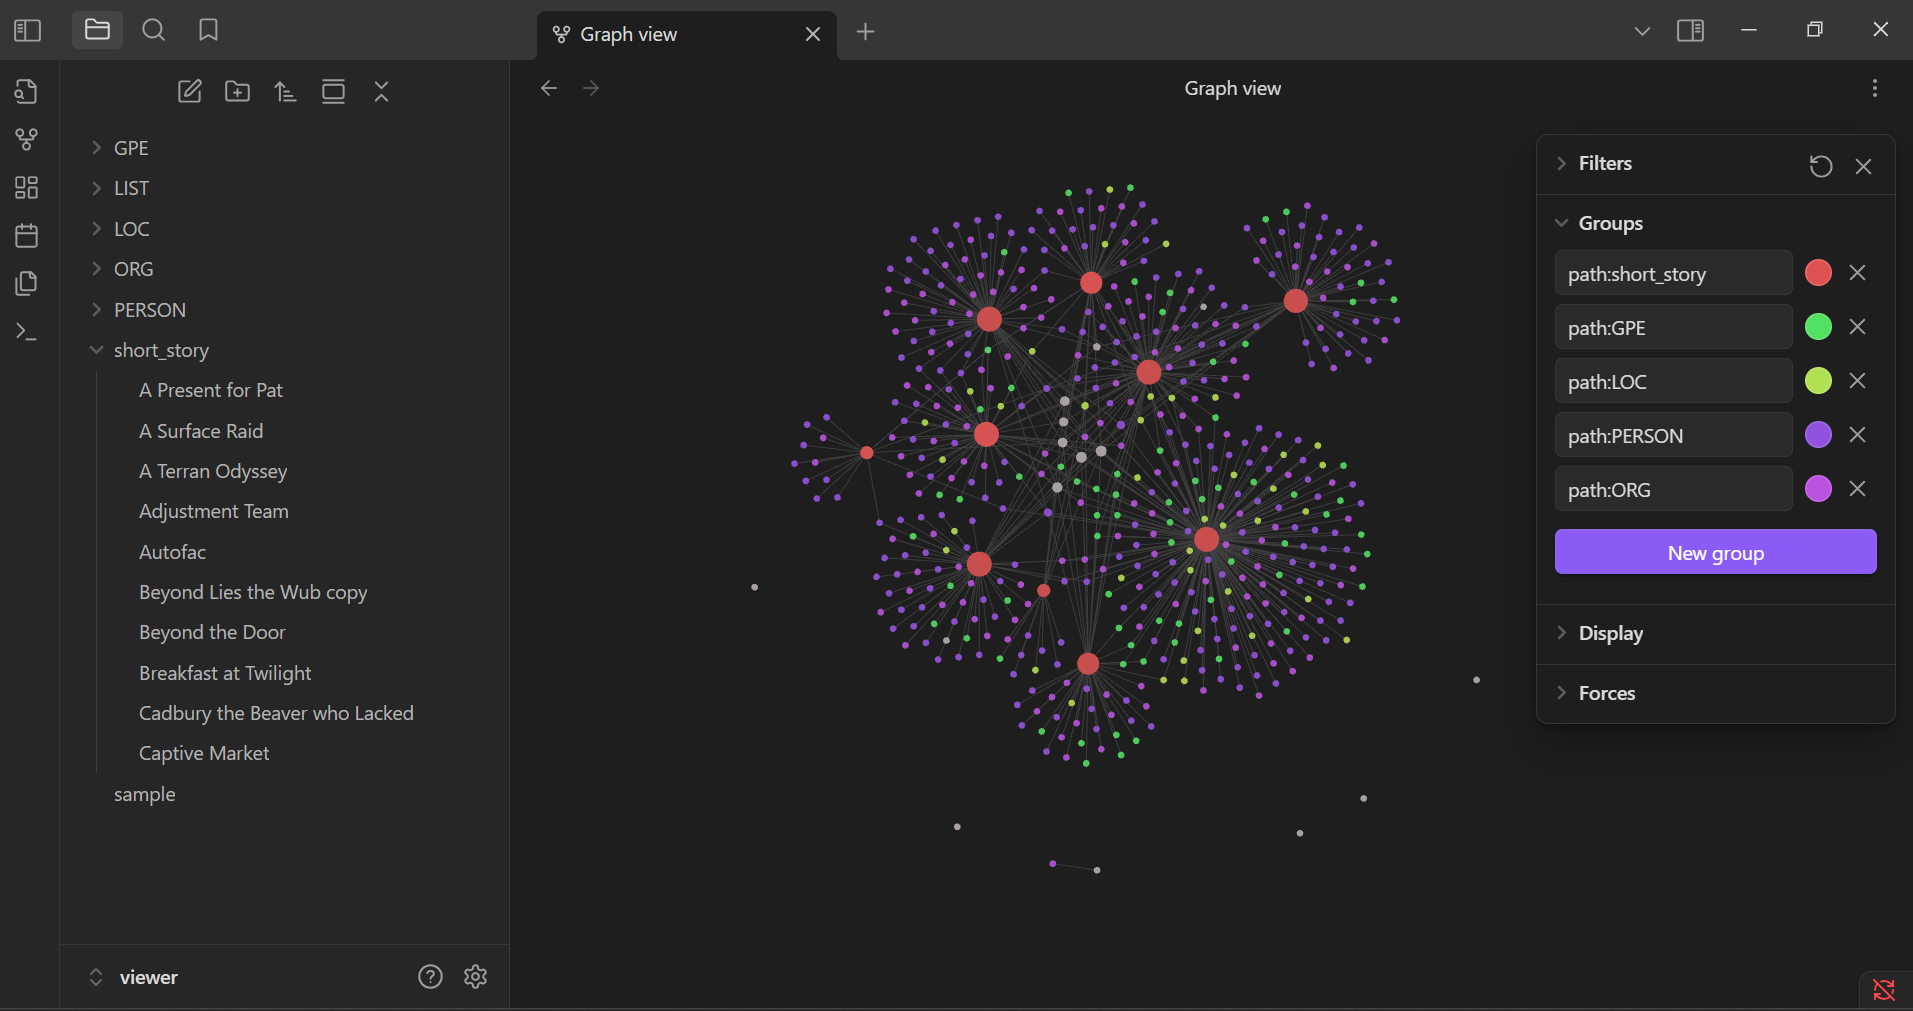 Graph view
GPE
LIST
LOC
ORG
PERSON
short_story
A Present for Pat
A Surface Raid
A Terran Odyssey
Adjustment Team
Autofac
Beyond Lies the Wub copy
Beyond the Door
Breakfast at Twilight
Cadbury the Beaver who Lacked
Captive Market
sample
viewer
Graph view
Filters
Groups
path:short_story
path:GPE
path:LOC
path:PERSON
path:ORG
New group
Display
Forces